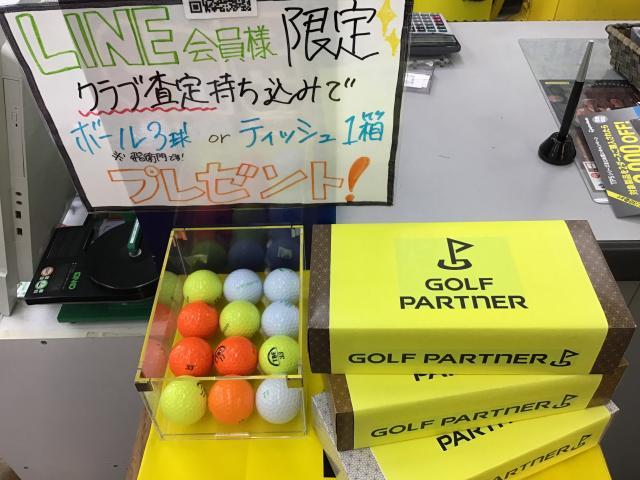 LINE会員様 限定
クラブ査定持ち込みで
ボール3球 or ティッシュ1箱
プレゼント!
GOLF
PARTNER
GOLF PARTNER
GOLF PARTNER
GOLF PARTNER